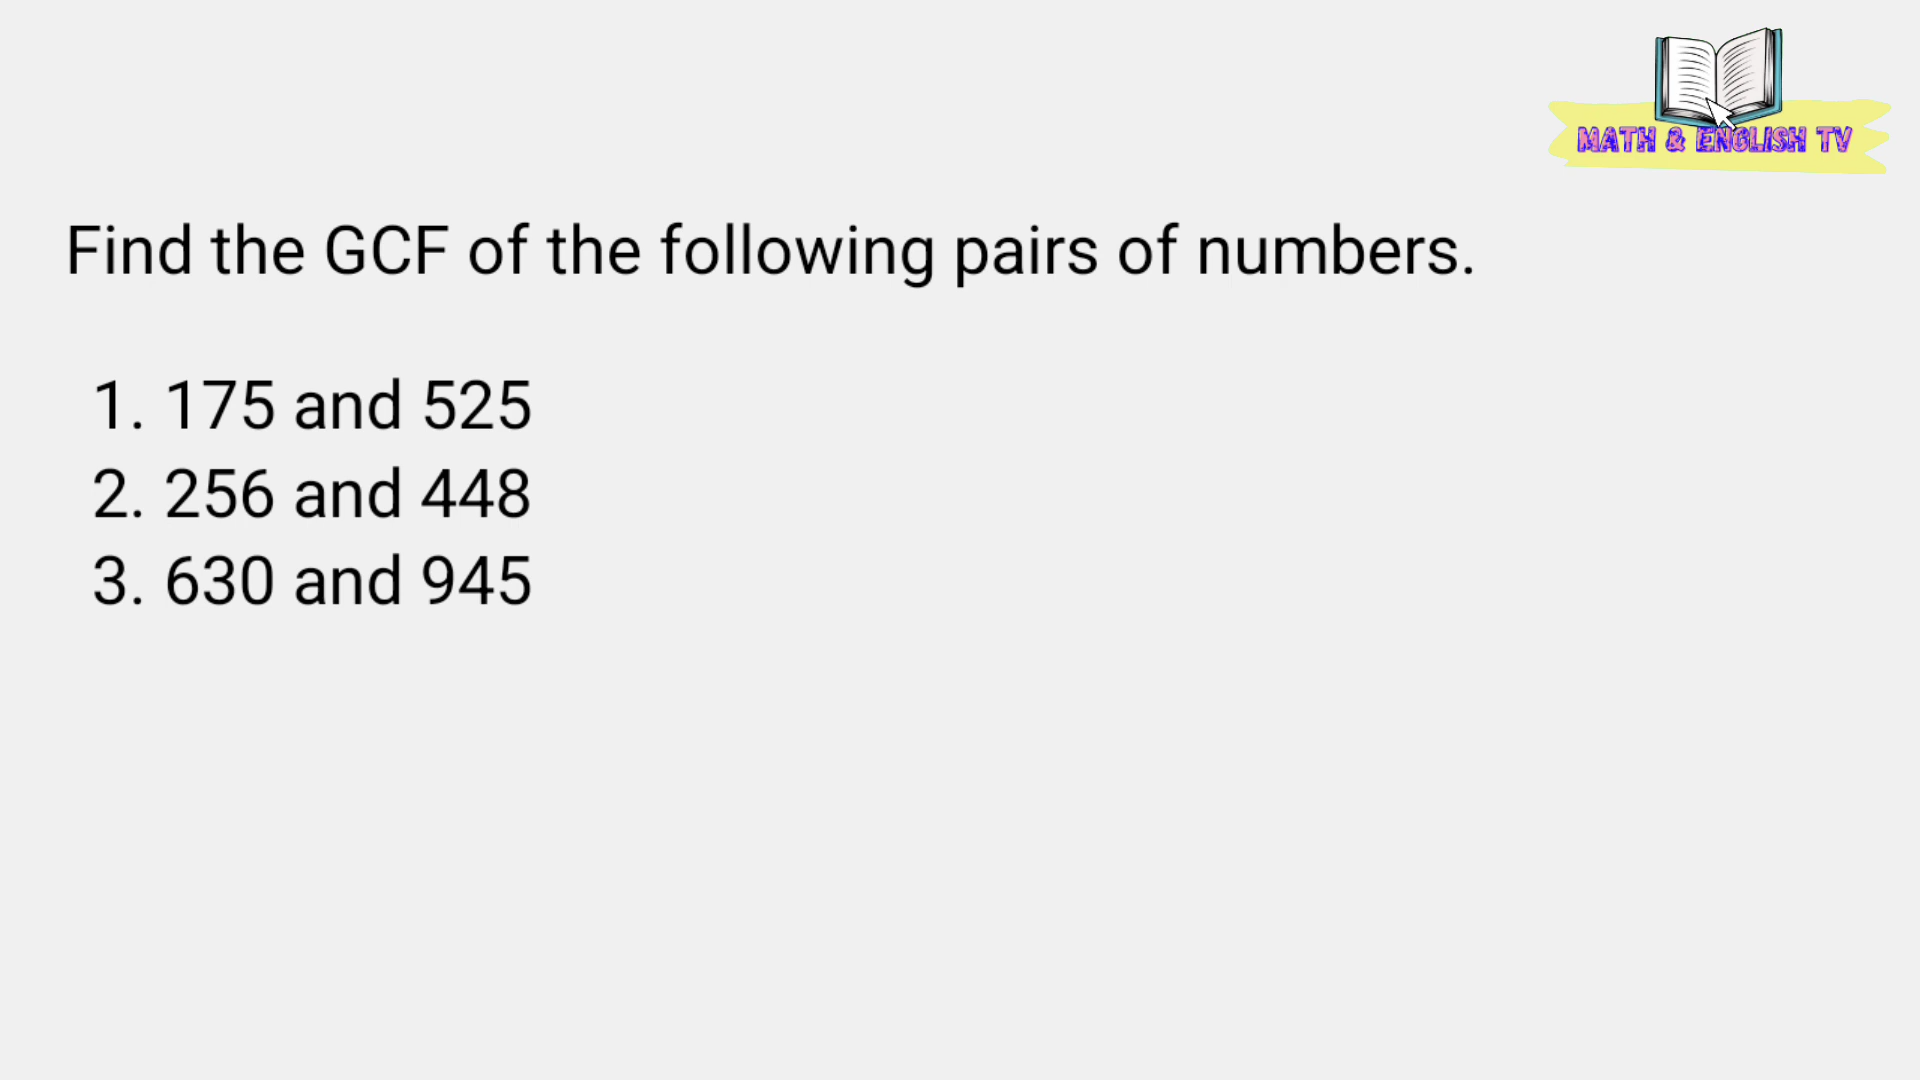 MATH & ENGLISH TV
Find the GCF of the following pairs of numbers.
1. 175 and 525
2. 256 and 448
3. 630 and 945